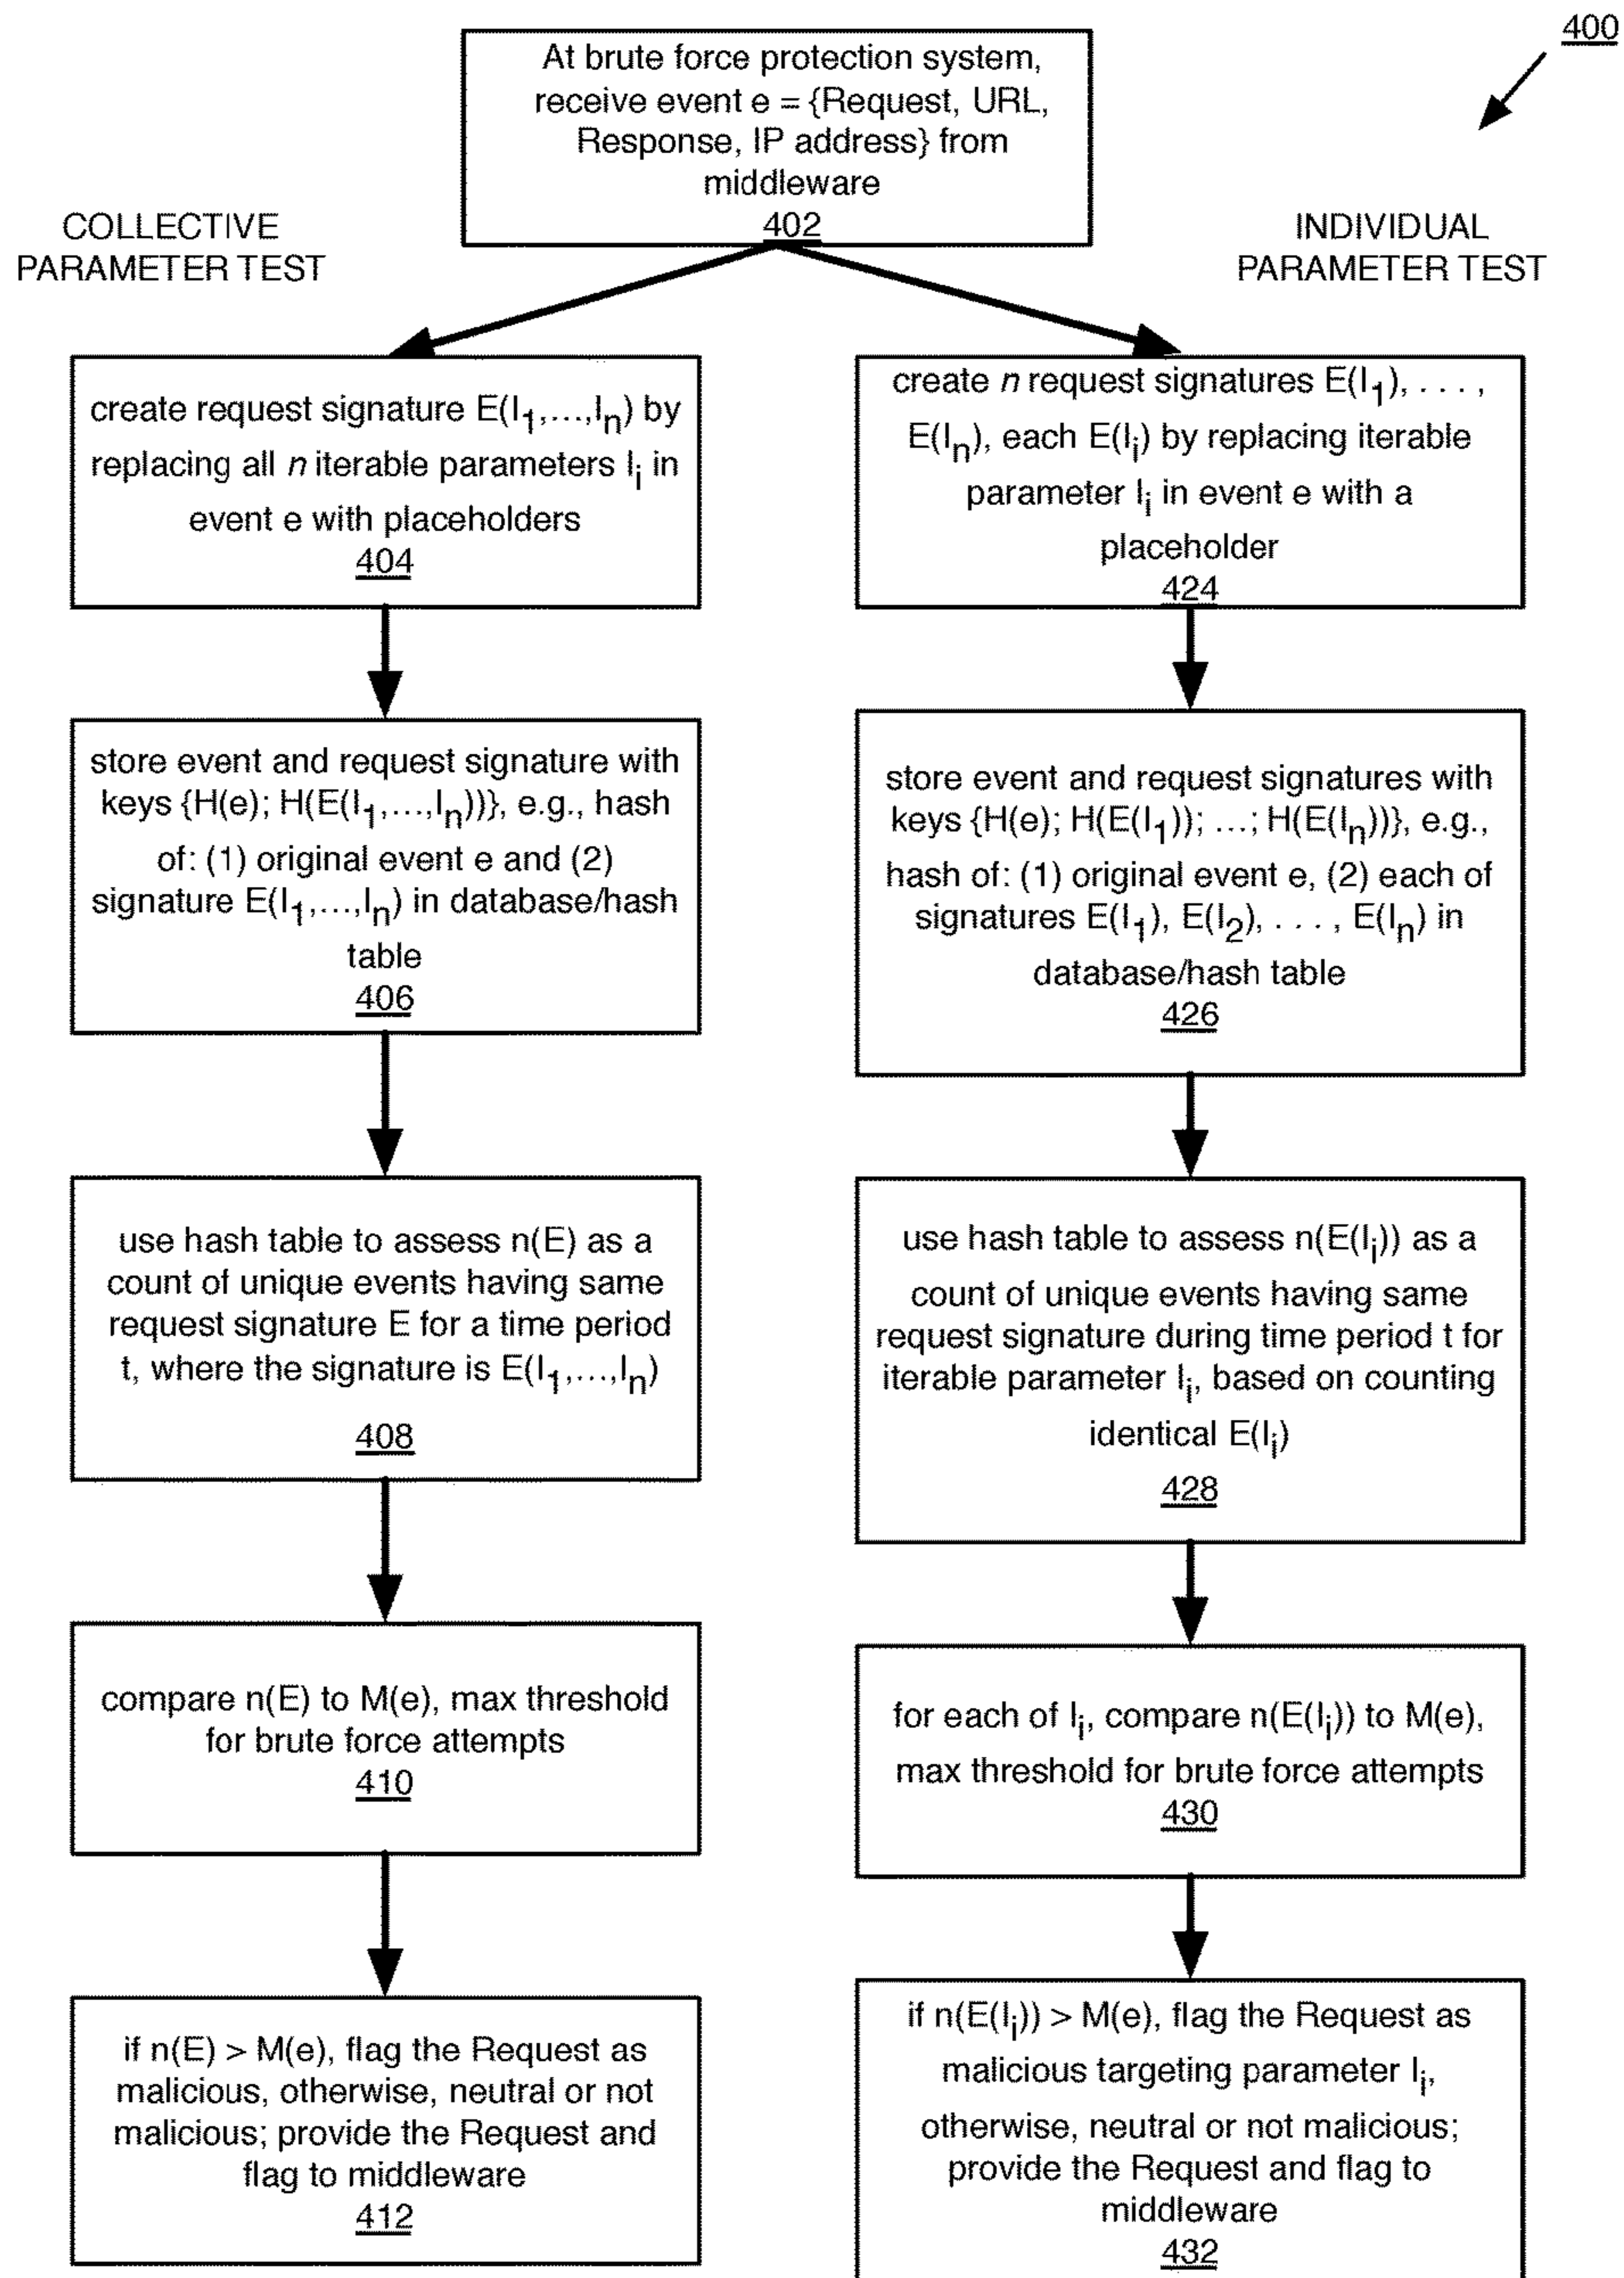 400
At brute force protection system,
receive event e = {Request, URL,
Response, IP address} from
middleware
402
COLLECTIVE
PARAMETER TEST
INDIVIDUAL
PARAMETER TEST
create request signature E(I1,...,In) by
replacing all n iterable parameters Ii in
event e with placeholders
404
store event and request signature with
keys {H(e); H(E(I1,...,In))}, e.g., hash
of: (1) original event e and (2)
signature E(I1,...,In) in database/hash
table
406
use hash table to assess n(E) as a
count of unique events having same
request signature E for a time period
t, where the signature is E(I1,...,In)
408
compare n(E) to M(e), max threshold
for brute force attempts
410
if n(E) > M(e), flag the Request as
malicious, otherwise, neutral or not
malicious; provide the Request and
flag to middleware
412
create n request signatures E(I1), . . . ,
E(In), each E(Ii) by replacing iterable
parameter Ii in event e with a
placeholder
424
store event and request signatures with
keys {H(e); H(E(I1)); ...; H(E(In))}, e.g.,
hash of: (1) original event e, (2) each of
signatures E(I1), E(I2), . . . , E(In) in
database/hash table
426
use hash table to assess n(E(Ii)) as a
count of unique events having same
request signature during time period t for
iterable parameter Ii, based on counting
identical E(Ii)
428
for each of Ii, compare n(E(Ii)) to M(e),
max threshold for brute force attempts
430
if n(E(Ii)) > M(e), flag the Request as
malicious targeting parameter Ii,
otherwise, neutral or not malicious;
provide the Request and flag to
middleware
432